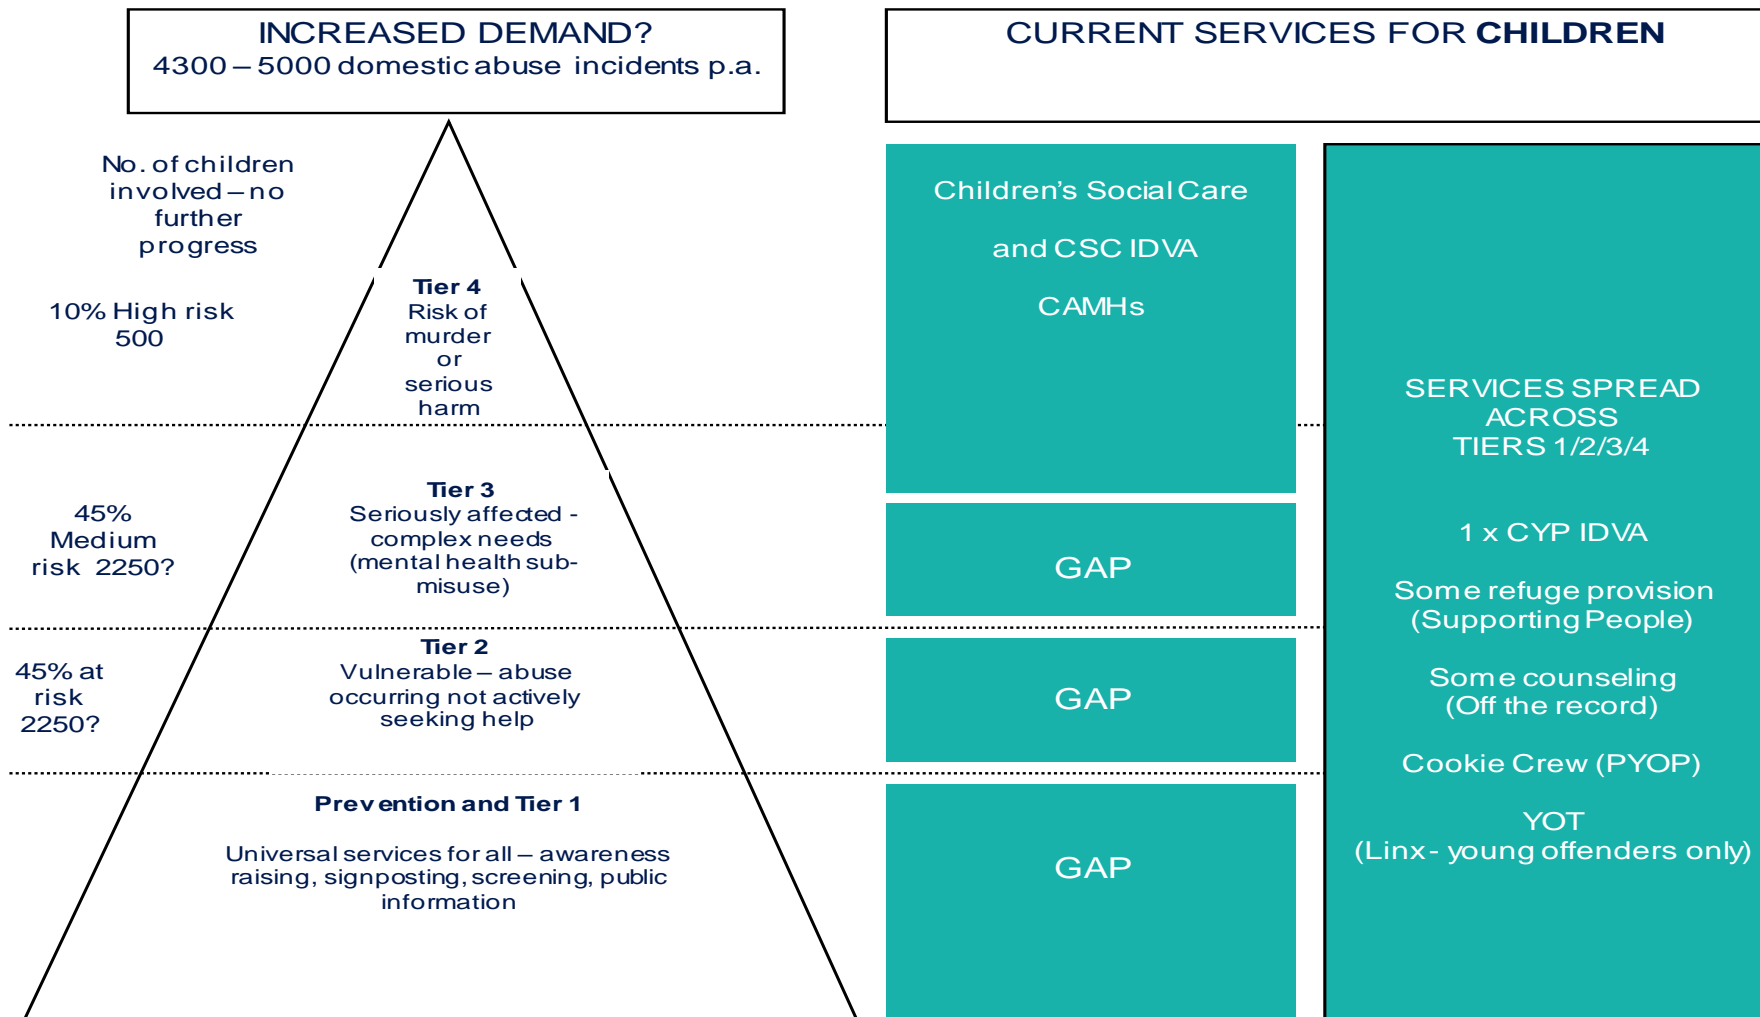 INCREASED DEMAND?
4300 – 5000 domestic abuse incidents p.a.
CURRENT SERVICES FOR CHILDREN
No. of children
involved – no
further
progress
10% High risk
500
Tier 4
Risk of
murder
or
serious
harm
Children’s Social Care
and CSC IDVA
CAMHs
45%
Medium
risk 2250?
Tier 3
Seriously affected -
complex needs
(mental health sub-
misuse)
GAP
45% at
risk
2250?
Tier 2
Vulnerable – abuse
occurring not actively
seeking help
GAP
Prevention and Tier 1
Universal services for all – awareness
raising, signposting, screening, public
information
GAP
SERVICES SPREAD
ACROSS
TIERS 1/2/3/4
1 x CYP IDVA
Some refuge provision
(Supporting People)
Some counseling
(Off the record)
Cookie Crew (PYOP)
YOT
(Linx - young offenders only)